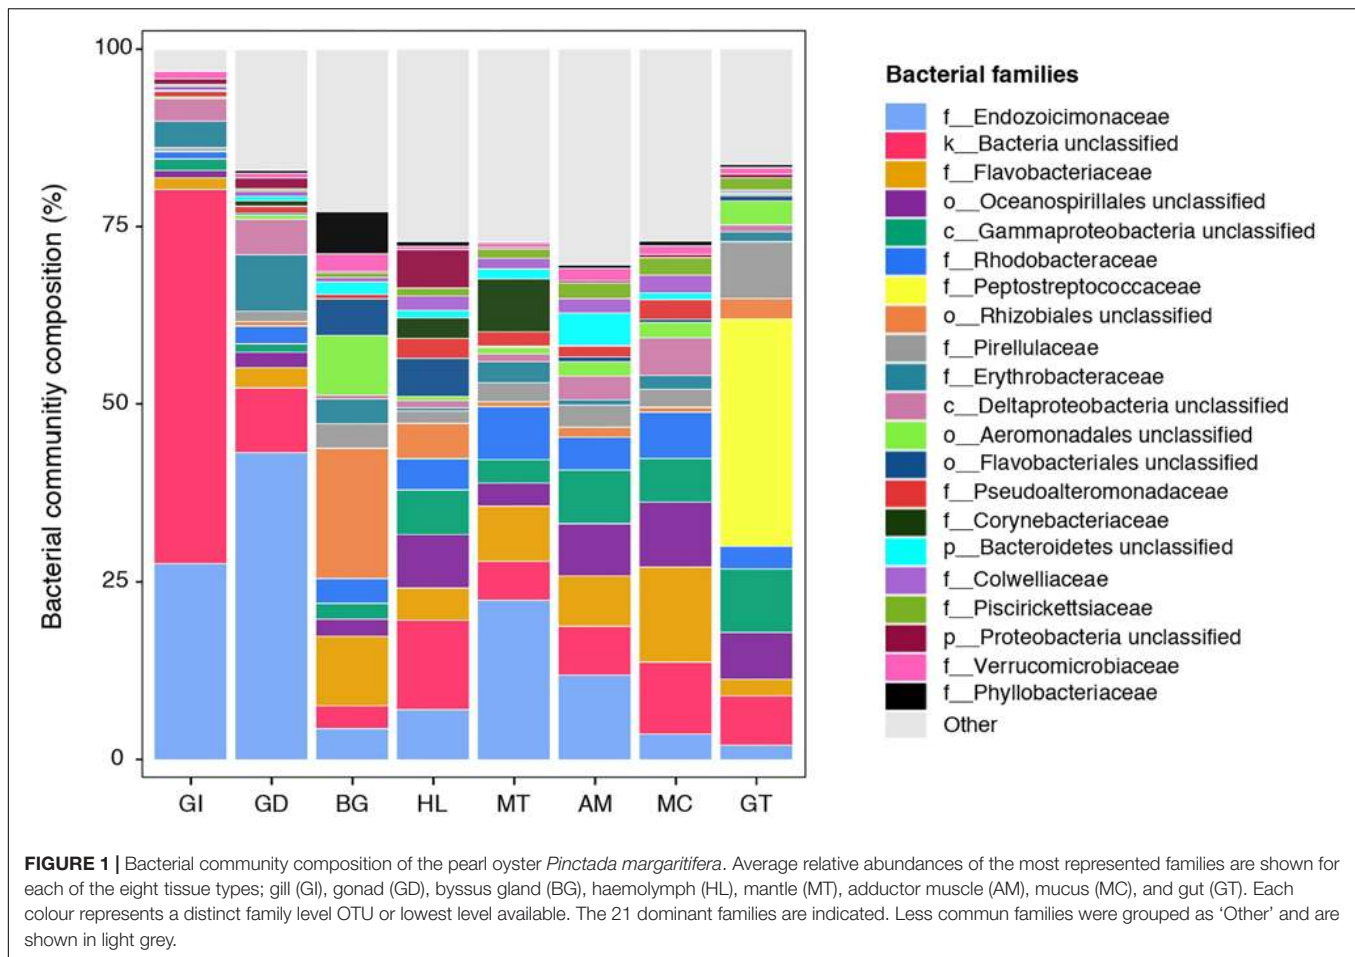 100
75
50
25
0
Bacterial communitiy composition (%)
GI GD BG HL MT AM MC GT
Bacterial families
f__Endozoicimonaceae
k__Bacteria unclassified
f__Flavobacteriaceae
o__Oceanospirillales unclassified
c__Gammaproteobacteria unclassified
f__Rhodobacteraceae
f__Peptostreptococcaceae
o__Rhizobiales unclassified
f__Pirellulaceae
f__Erythrobacteraceae
c__Deltaproteobacteria unclassified
o__Aeromonadales unclassified
o__Flavobacteriales unclassified
f__Pseudoalteromonadaceae
f__Corynebacteriaceae
p__Bacteroidetes unclassified
f__Colwelliaceae
f__Piscirickettsiaceae
p__Proteobacteria unclassified
f__Verrucomicrobiaceae
f__Phyllobacteriaceae
Other
FIGURE 1 | Bacterial community composition of the pearl oyster Pinctada margaritifera. Average relative abundances of the most represented families are shown for
each of the eight tissue types; gill (GI), gonad (GD), byssus gland (BG), haemolymph (HL), mantle (MT), adductor muscle (AM), mucus (MC), and gut (GT). Each
colour represents a distinct family level OTU or lowest level available. The 21 dominant families are indicated. Less commun families were grouped as ‘Other’ and are
shown in light grey.